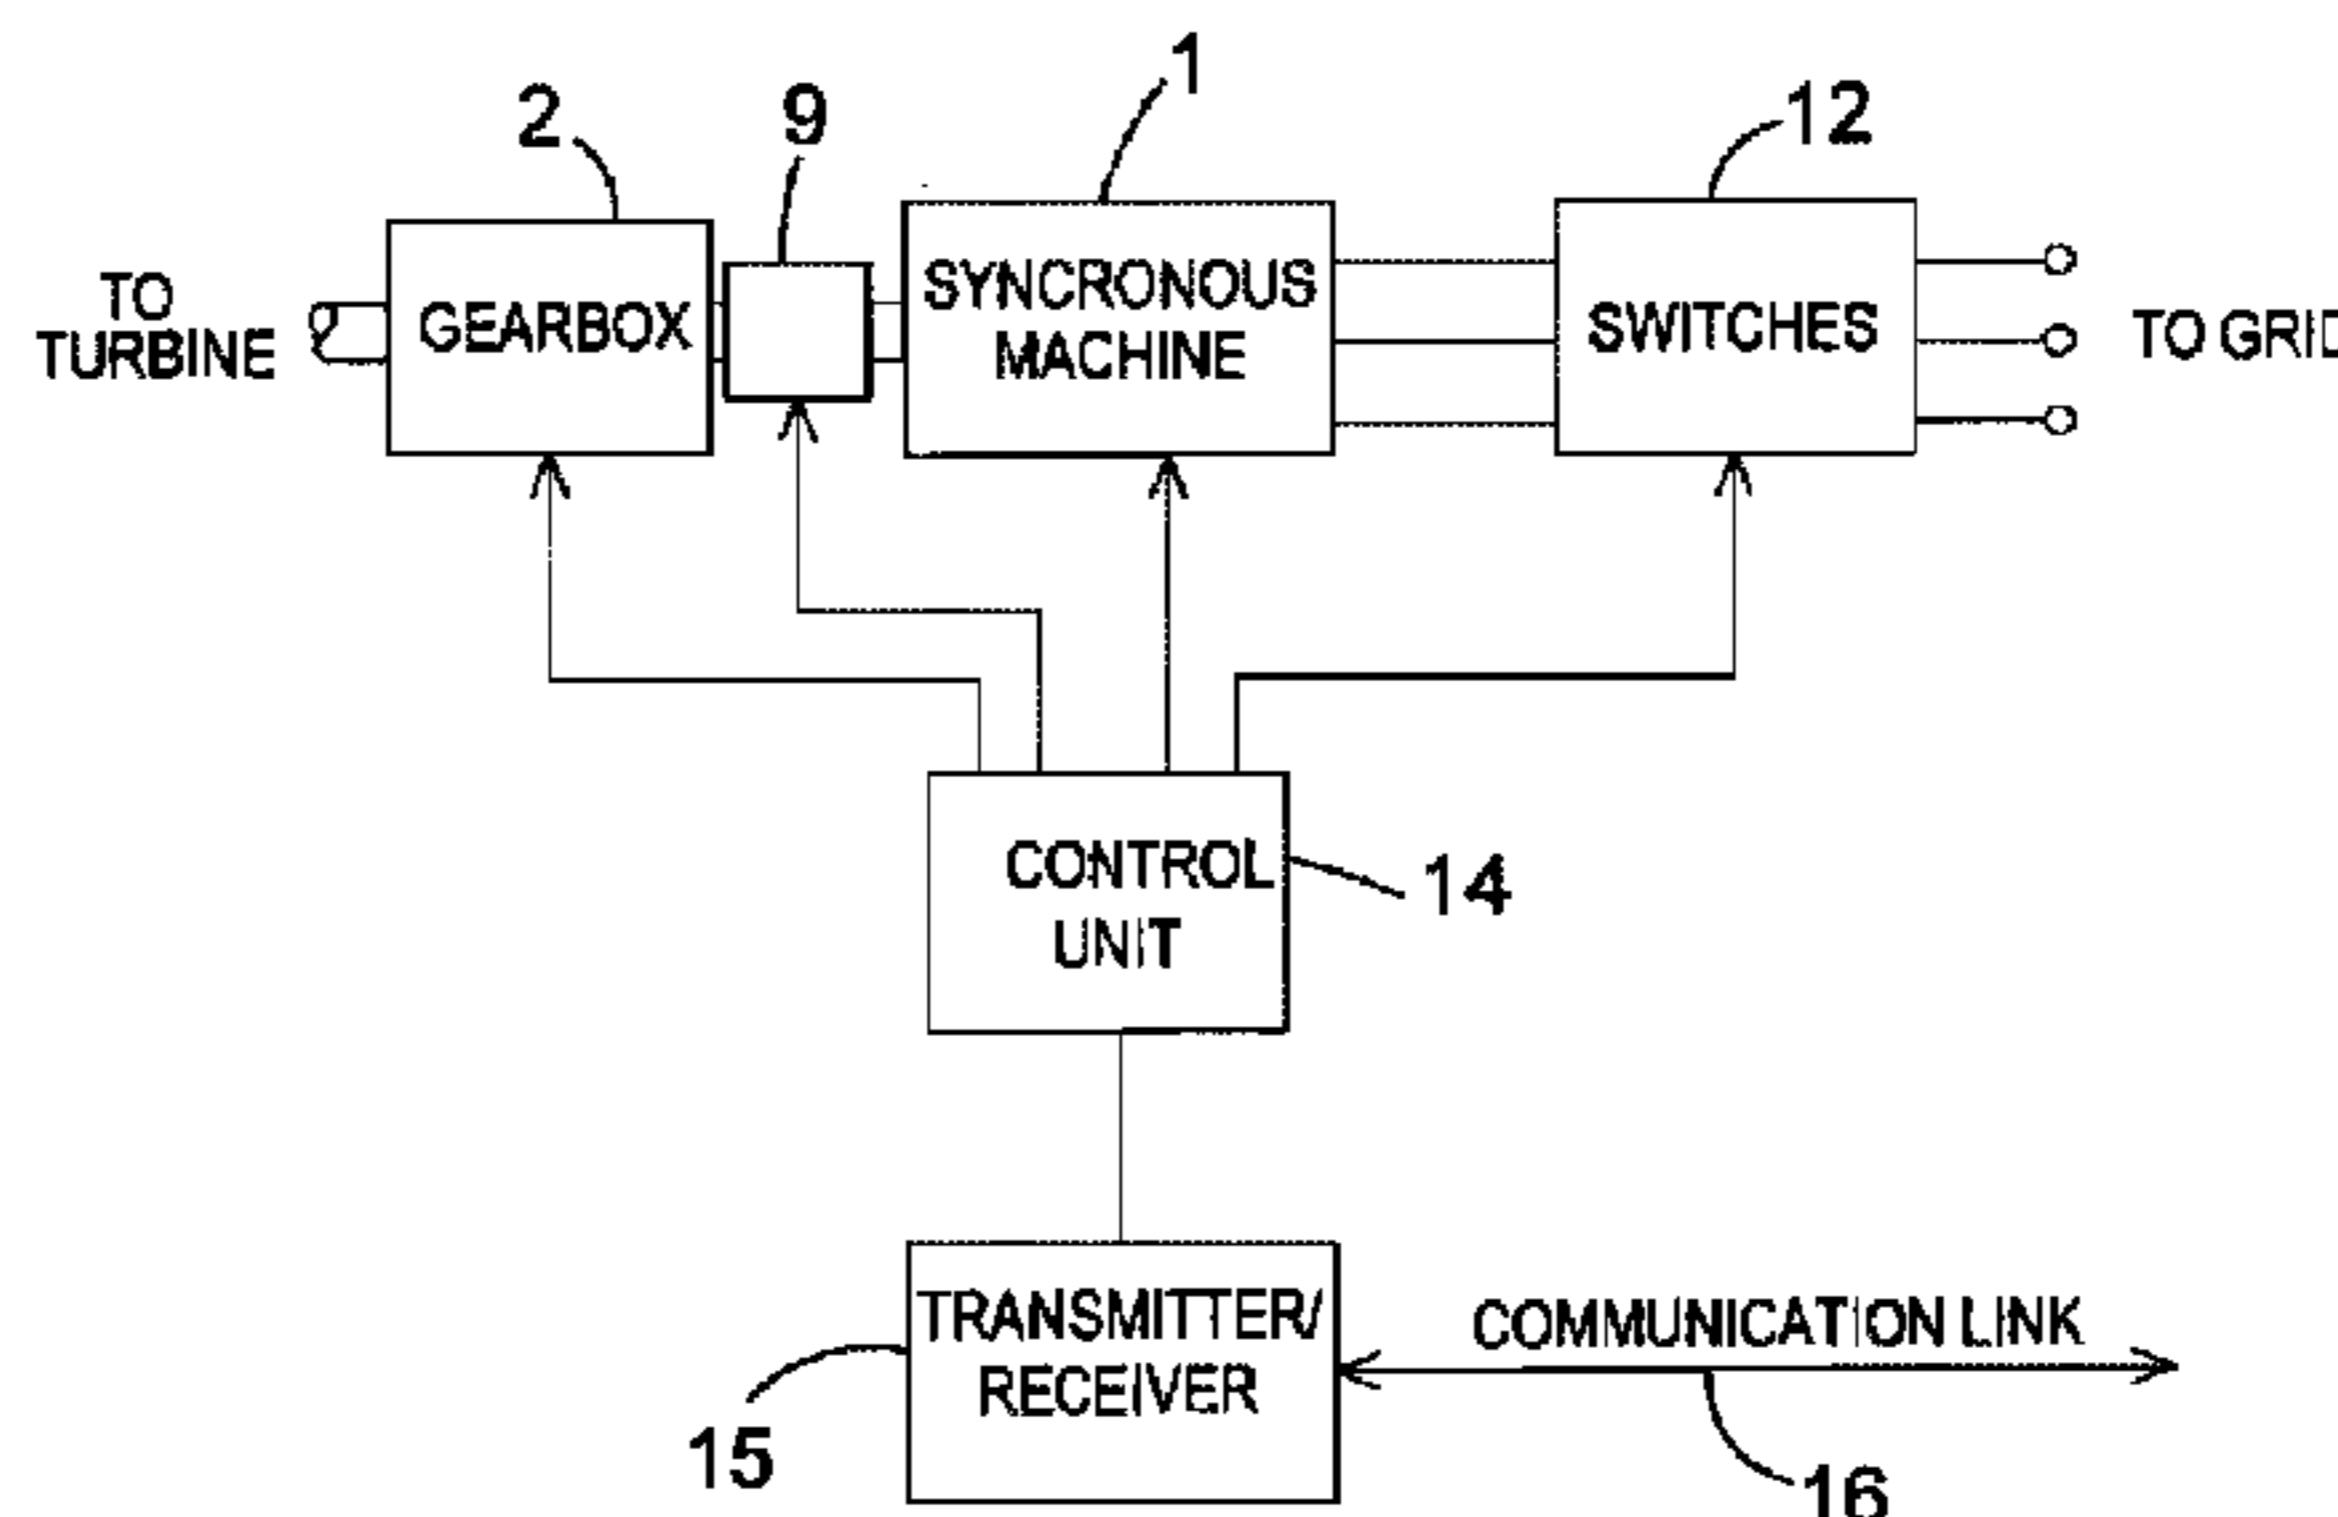 1
2
9
12
TO
TURBINE
GEARBOX
SYNCRONOUS
MACHINE
SWITCHES
TO GRID
CONTROL
UNIT
14
TRANSMITTER/
RECEIVER
COMMUNICATION LINK
15
16